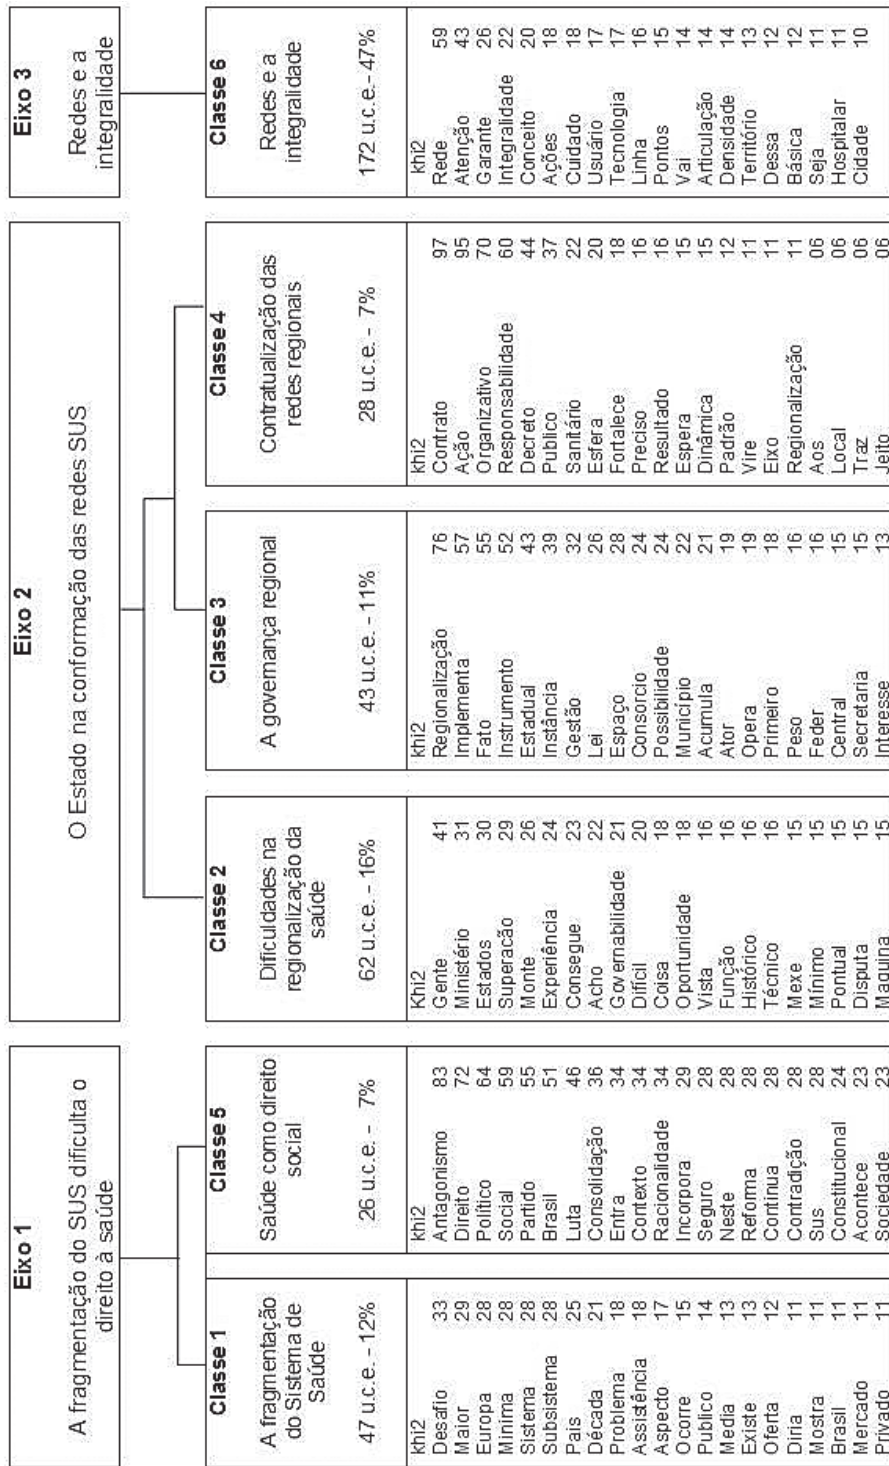 Eixo 1
A fragmentação do SUS dificulta o
direito à saúde
Classe 1
A fragmentação
do Sistema de
Saúde
47 u.c.e. -12%
khi2
Desafio 33
Maior 29
Europa 28
Minima 28
Sistema 28
Subsistema 28
País 25
Década 21
Problema 18
Assistência 18
Aspecto 17
Ocorre 15
Publico 14
Media 13
Existe 13
Oferta 12
Diria 11
Mostra 11
Brasil 11
Mercado 11
Privado 11
Classe 5
Saúde como direito
social
26 u.c.e. - 7%
khi2
Antagonismo 83
Direito 72
Político 64
Social 59
Partido 55
Brasil 51
Luta 46
Consolidação 36
Entra 34
Contexto 34
Racionalidade 34
Incorpora 29
Seguro 28
Neste 28
Reforma 28
Contínua 28
Contradição 28
Sus 28
Constitucional 24
Acontece 23
Sociedade 23
Eixo 2
O Estado na conformação das redes SUS
Classe 2
Dificuldades na
regionalização da
saúde
62 u.c.e. - 16%
Khi2
Gente 41
Ministério 31
Estados 30
Superacão 29
Monte 26
Experiência 24
Consegue 23
Acho 22
Governabilidade 21
Difícil 20
Coisa 18
Oportunidade 18
Vista 16
Função 16
Histórico 16
Técnico 16
Mexe 15
Mínimo 15
Pontual 15
Disputa 15
Maquina 15
Classe 3
A governança regional
43 u.c.e. - 11%
khi2
Regionalização 76
Implementa 57
Fato 55
Instrumento 52
Estadual 43
Instância 39
Gestão 32
Lei 26
Espaço 28
Consorcio 24
Possibilidade 24
Município 22
Acumula 21
Ator 19
Opera 19
Primeiro 18
Peso 16
Feder 16
Central 15
Secretaria 15
Interesse 13
Classe 4
Contratualização das
redes regionais
28 u.c.e. - 7%
khi2
Contrato 97
Ação 95
Organizativo 70
Responsabilidade 60
Decreto 44
Publico 37
Sanitário 22
Esfera 20
Fortalece 18
Preciso 16
Resultado 16
Espera 15
Dinâmica 15
Padrão 12
Vire 11
Eixo 11
Regionalização 11
Aos 06
Local 06
Traz 06
Jeito 06
Eixo 3
Redes e a
integralidade
Classe 6
Redes e a
integralidade
172 u.c.e.- 47%
khi2
Rede 59
Atenção 43
Garante 26
Integralidade 22
Conceito 20
Ações 18
Cuidado 18
Usuário 17
Tecnologia 17
Linha 16
Pontos 15
Vai 14
Articulação 14
Densidade 14
Território 13
Dessa 12
Básica 12
Seja 11
Hospitalar 11
Cidade 10